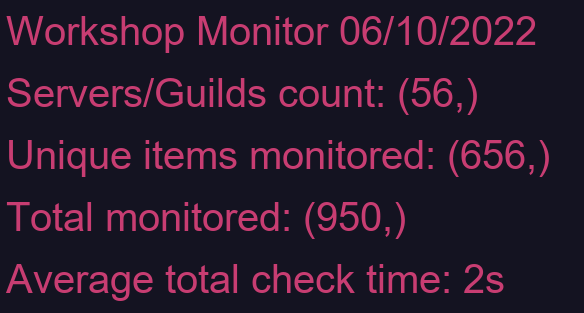 Workshop Monitor 06/10/2022
Servers/Guilds count: (56,)
Unique items monitored: (656,)
Total monitored: (950,)
Average total check time: 2s